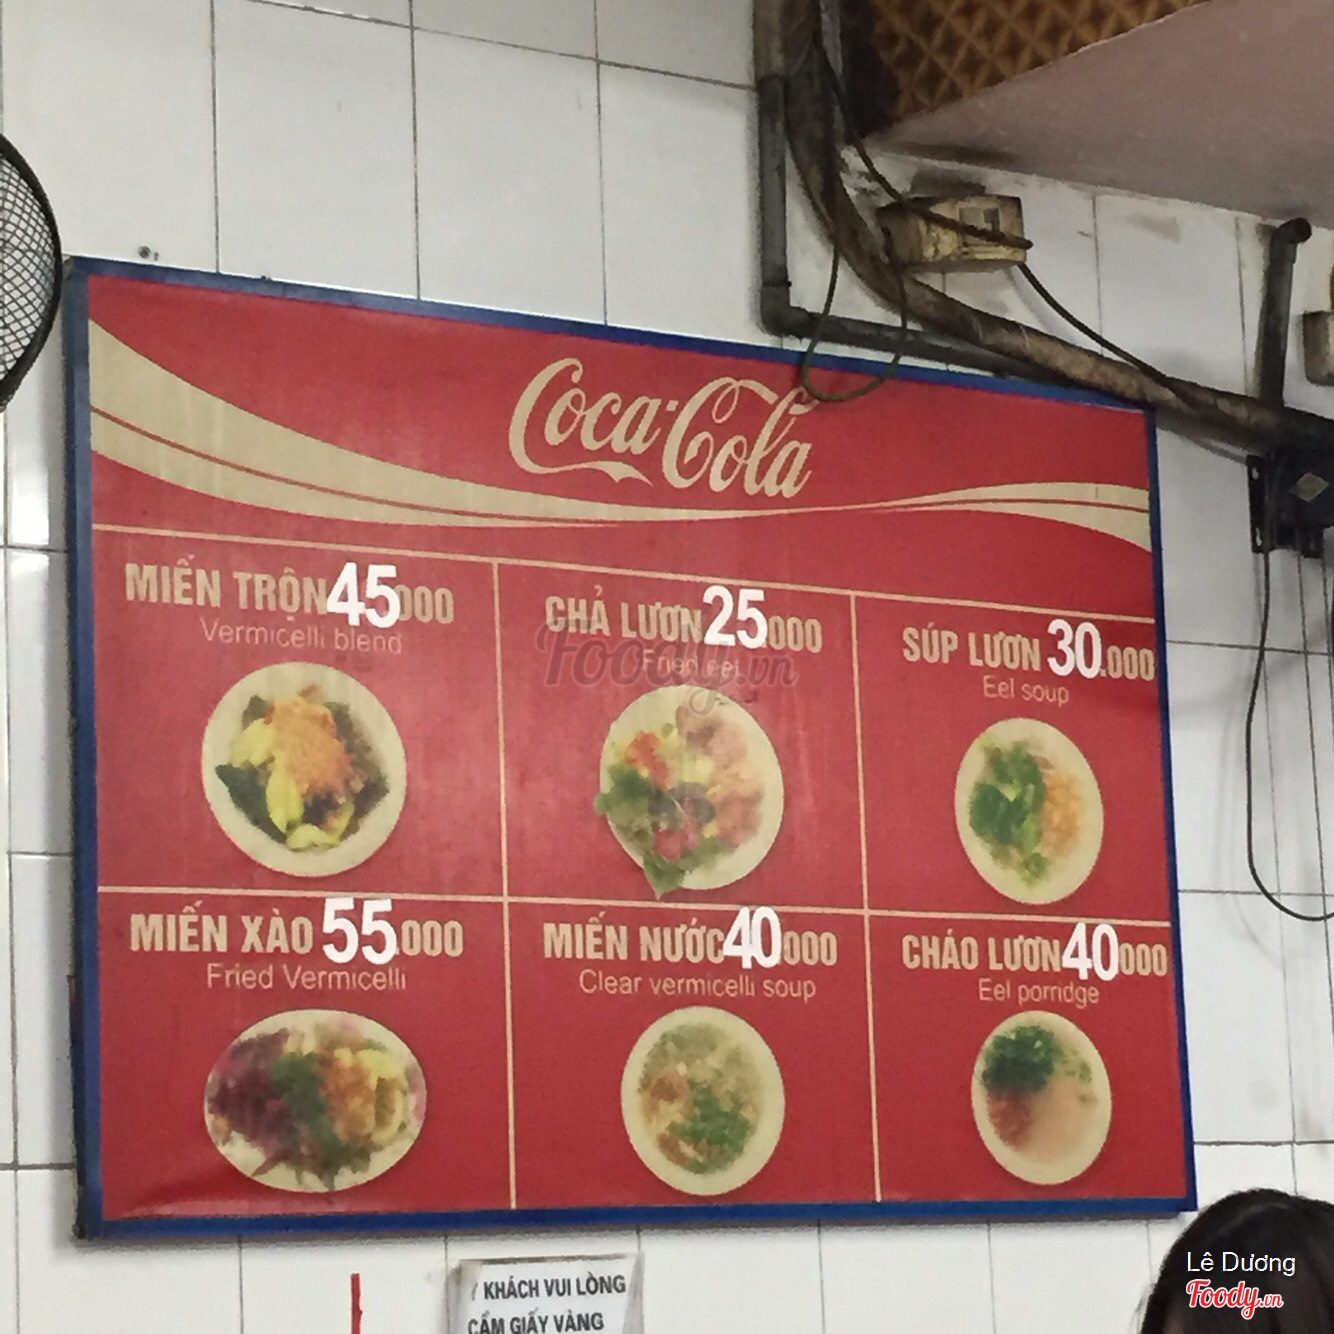 Coca-Cola
MIẾN TRỘN 45.000
Vermicelli blend
CHẢ LƯƠN 25.000
Fried eel
SÚP LƯƠN 30.000
Eel soup
Foody.vn
MIẾN XÀO 55.000
Fried Vermicelli
MIẾN NƯỚC 40.000
Clear vermicelli soup
CHÁO LƯƠN 40.000
Eel porridge
KHÁCH VUI LÒNG
CẦM GIẤY VÀNG
Lê Dương
Foody.vn